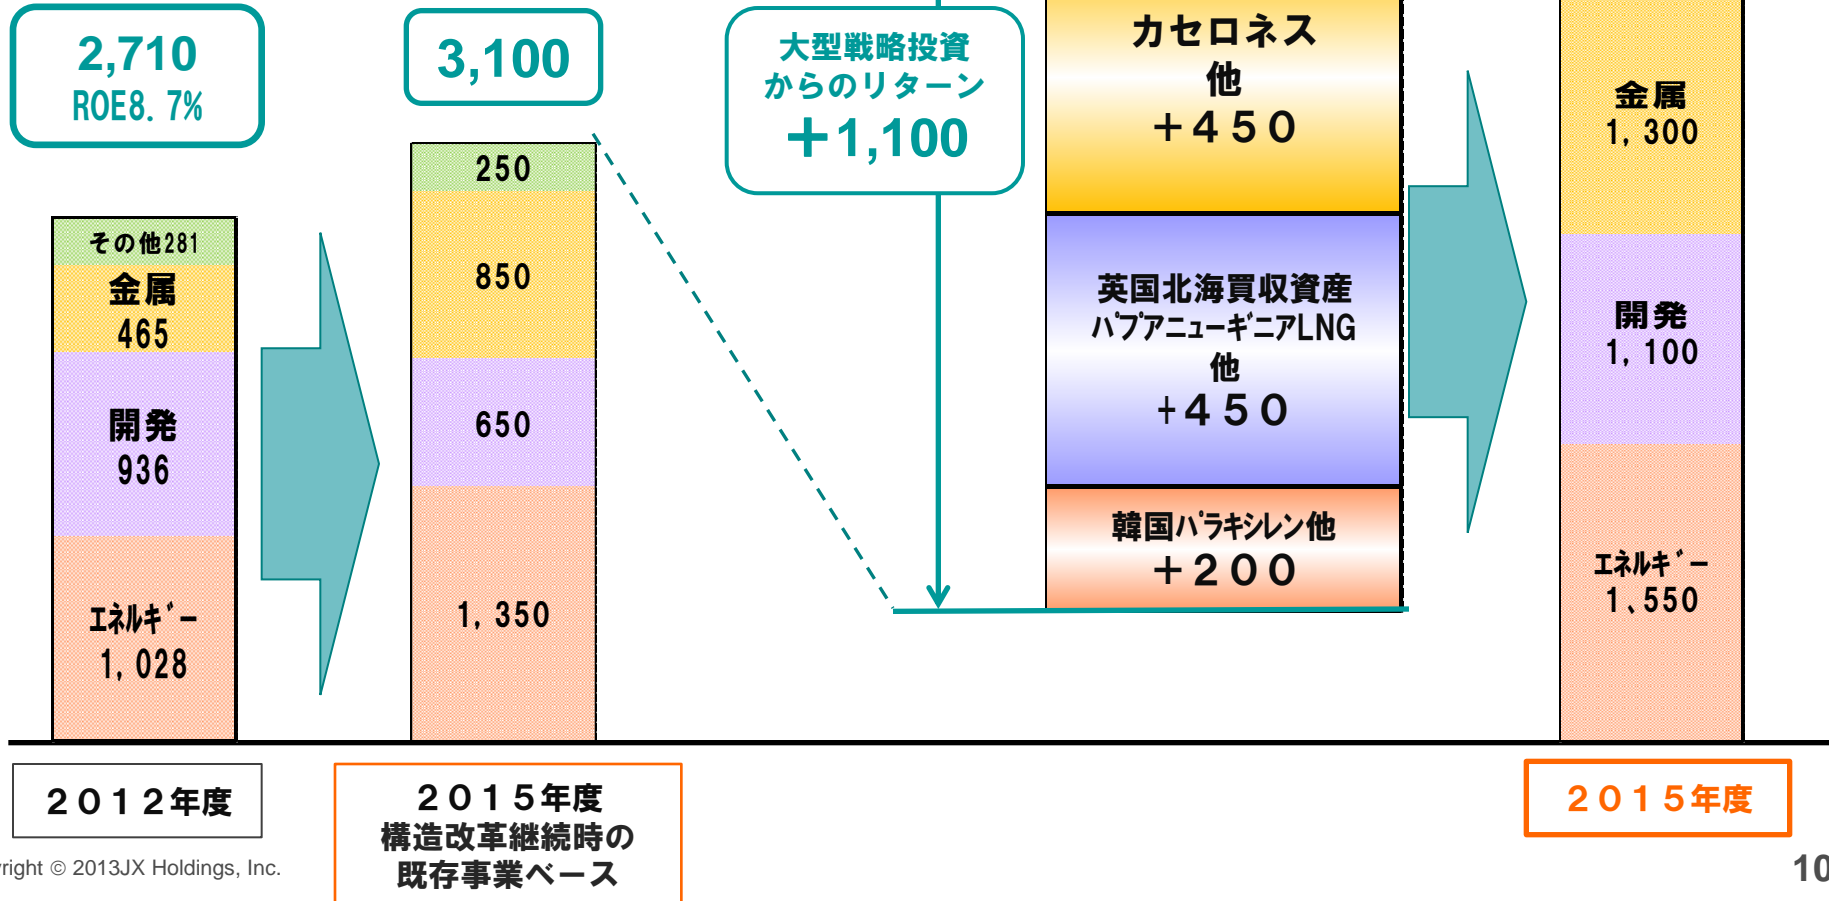 2,710
ROE8. 7%
3,100
大型戦略投資
からのリターン
＋1,100
カセロネス
他
＋４５０
金属
1, 300
250
その他281
金属
465
850
英国北海買収資産
ﾊﾟﾌﾟｱﾆｭｰｷﾞﾆｱLNG
他
+４５０
開発
1, 100
開発
936
650
韓国ﾊﾟﾗｷｼﾚﾝ他
＋２００
ｴﾈﾙｷﾞｰ
1、550
ｴﾈﾙｷﾞｰ
1, 028
1, 350
２０１２年度
２０１５年度
構造改革継続時の
既存事業ベース
２０１５年度
yright © 2013JX Holdings, Inc.
10